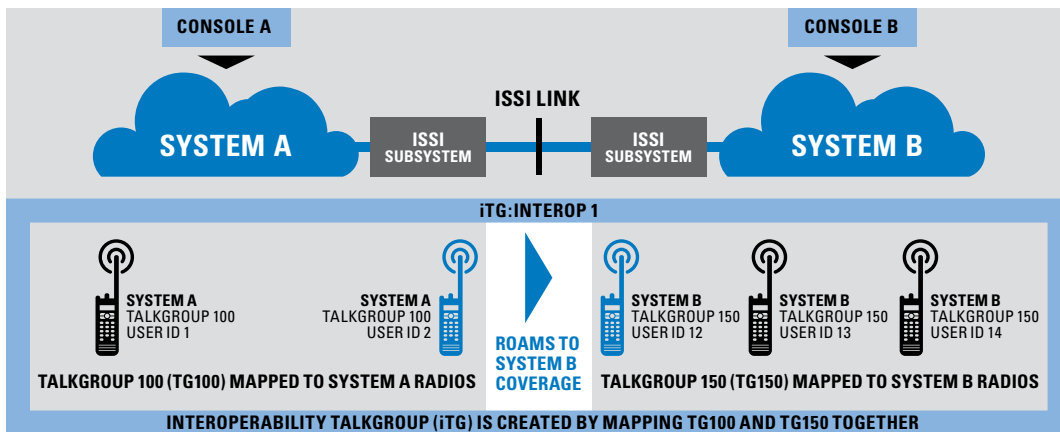 CONSOLE A
CONSOLE B
ISSI LINK
SYSTEM A
ISSI
SUBSYSTEM
ISSI
SUBSYSTEM
SYSTEM B
iTG:INTEROP 1
SYSTEM A
TALKGROUP 100
USER ID 1
SYSTEM A
TALKGROUP 100
USER ID 2
ROAMS TO
SYSTEM B
COVERAGE
SYSTEM B
TALKGROUP 150
USER ID 12
SYSTEM B
TALKGROUP 150
USER ID 13
SYSTEM B
TALKGROUP 150
USER ID 14
TALKGROUP 100 (TG100) MAPPED TO SYSTEM A RADIOS
TALKGROUP 150 (TG150) MAPPED TO SYSTEM B RADIOS
INTEROPERABILITY TALKGROUP (iTG) IS CREATED BY MAPPING TG100 AND TG150 TOGETHER